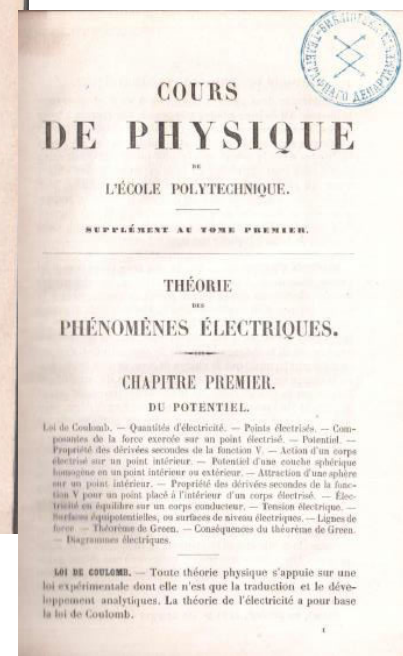 БИБЛІОТЕКА
COURS
DE PHYSIQUE
DE
L'ÉCOLE POLYTECHNIQUE.
SUPPLÉMENT AU TOME PREMIER.
THÉORIE
DES
PHÉNOMÈNES ÉLECTRIQUES.
CHAPITRE PREMIER.
DU POTENTIEL.
Loi de Coulomb. — Quantités d'électricité. — Points électrisés. — Com-
posantes de la force exercée sur un point électrisé. — Potentiel. —
Propriété des dérivées secondes de la fonction V. — Action d'un corps
électrisé sur un point intérieur. — Potentiel d'une couche sphérique
homogène en un point intérieur ou extérieur. — Attraction d'une sphère
sur un point intérieur. — Propriété des dérivées secondes de la fonc-
tion V pour un point placé à l'intérieur d'un corps électrisé. — Élec-
tricité en équilibre sur un corps conducteur. — Tension électrique. —
Surfaces équipotentielles, ou surfaces de niveau électriques. — Lignes de
force. — Théorème de Green. — Conséquences du théorème de Green.
— Diagrammes électriques.
LOI DE COULOMB. — Toute théorie physique s'appuie sur une
loi expérimentale dont elle n'est que la traduction et le déve-
loppement analytiques. La théorie de l'électricité a pour base
la loi de Coulomb.
1